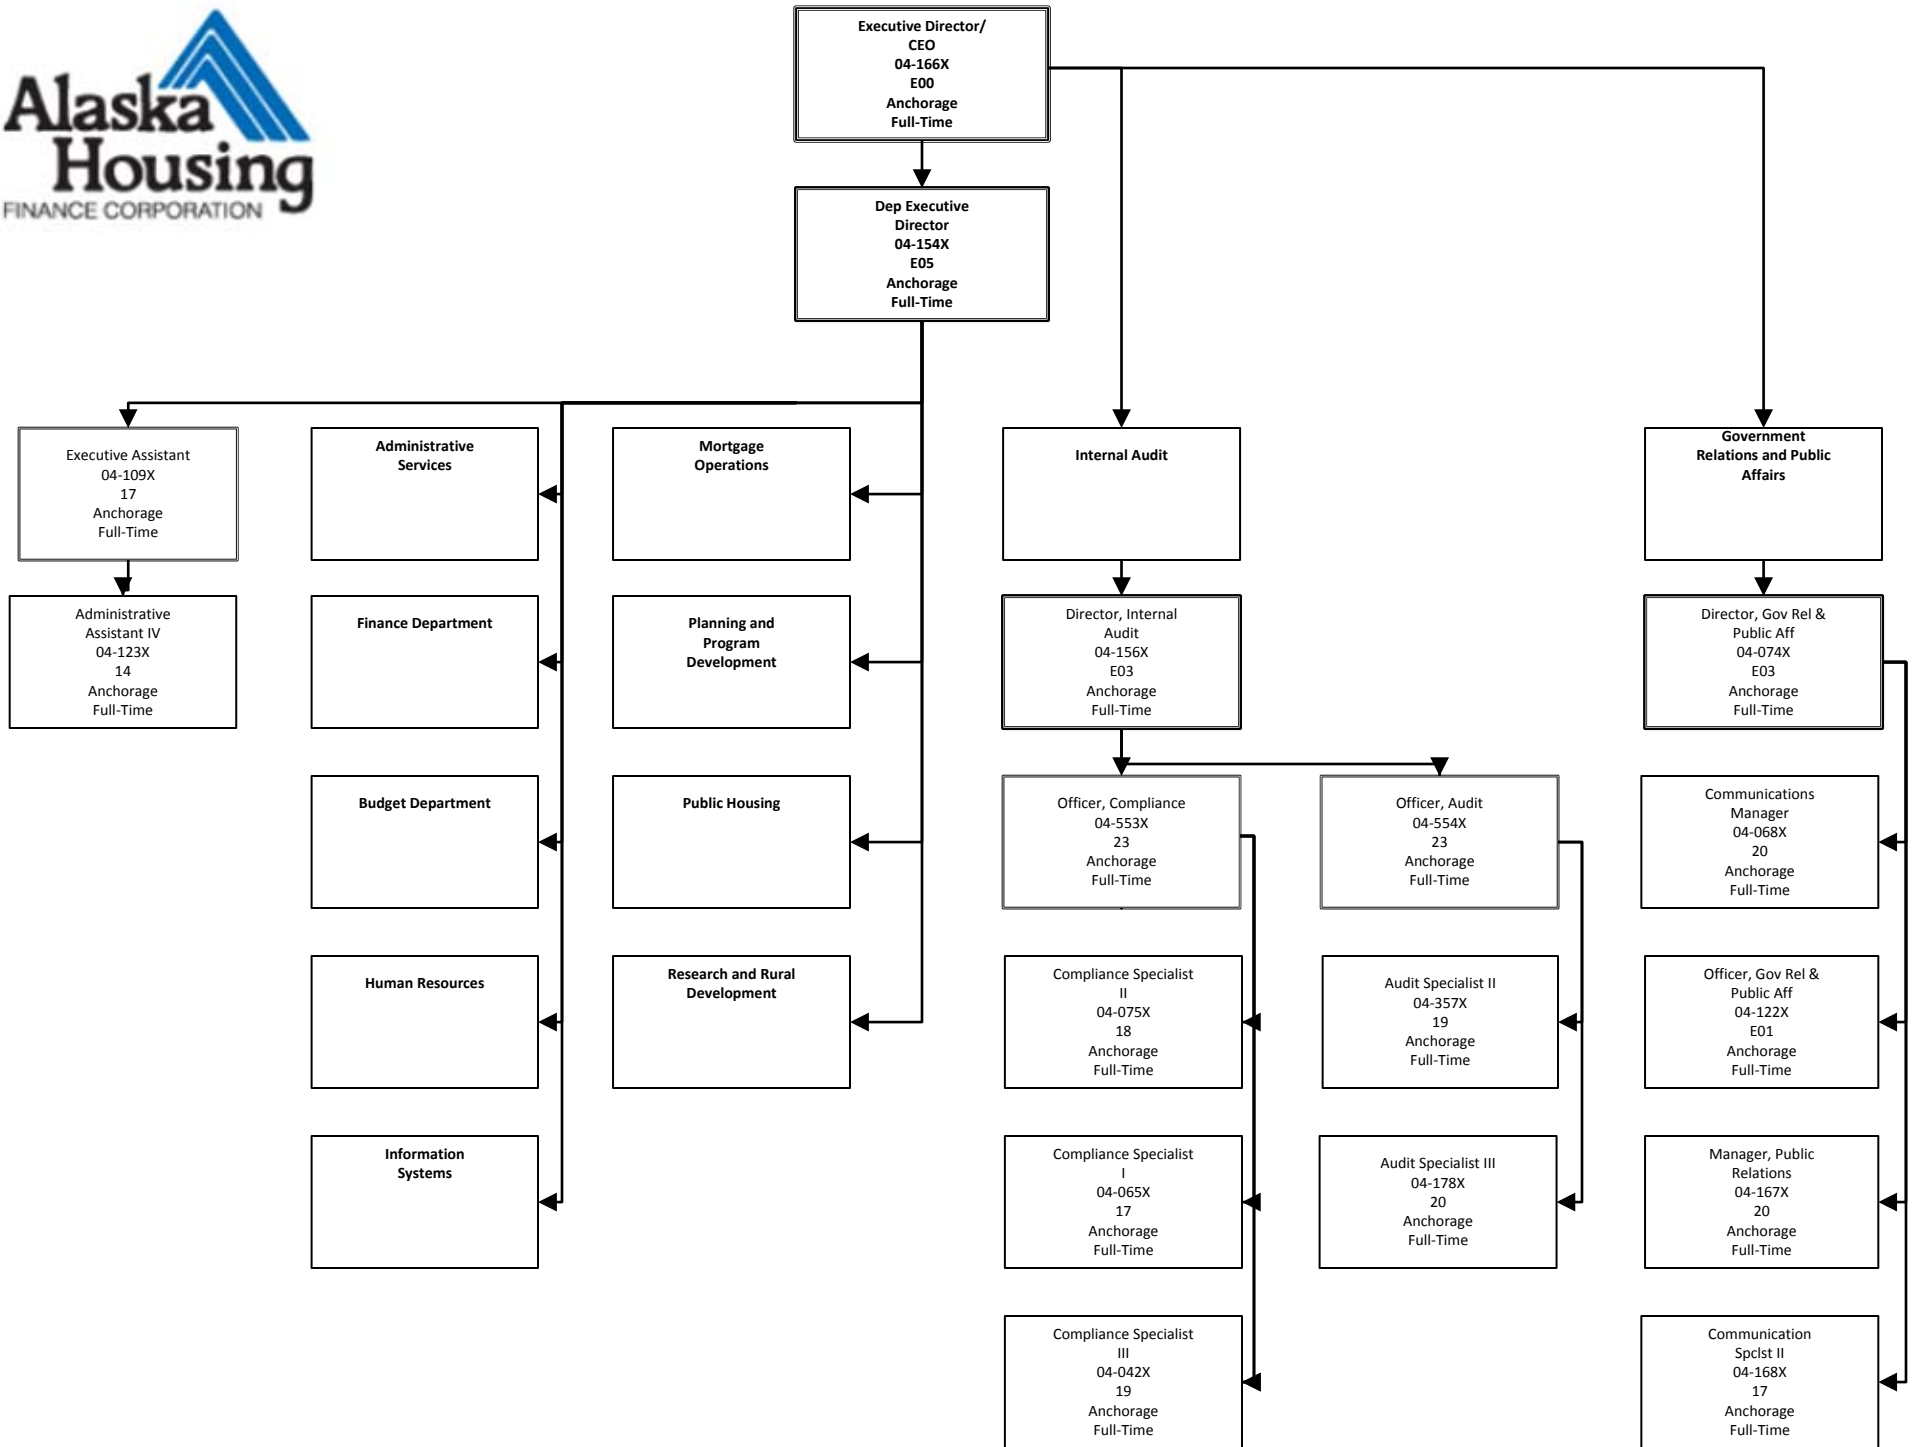 Alaska
Housing
FINANCE CORPORATION
Executive Director/
CEO
04-166X
E00
Anchorage
Full-Time
Dep Executive
Director
04-154X
E05
Anchorage
Full-Time
Executive Assistant
04-109X
17
Anchorage
Full-Time
Administrative
Services
Mortgage
Operations
Internal Audit
Government
Relations and Public
Affairs
Administrative
Assistant IV
04-123X
14
Anchorage
Full-Time
Finance Department
Planning and
Program
Development
Director, Internal
Audit
04-156X
E03
Anchorage
Full-Time
Director, Gov Rel &
Public Aff
04-074X
E03
Anchorage
Full-Time
Budget Department
Public Housing
Officer, Compliance
04-553X
23
Anchorage
Full-Time
Officer, Audit
04-554X
23
Anchorage
Full-Time
Communications
Manager
04-068X
20
Anchorage
Full-Time
Human Resources
Research and Rural
Development
Compliance Specialist
II
04-075X
18
Anchorage
Full-Time
Audit Specialist II
04-357X
19
Anchorage
Full-Time
Officer, Gov Rel &
Public Aff
04-122X
E01
Anchorage
Full-Time
Information
Systems
Compliance Specialist
I
04-065X
17
Anchorage
Full-Time
Audit Specialist III
04-178X
20
Anchorage
Full-Time
Manager, Public
Relations
04-167X
20
Anchorage
Full-Time
Compliance Specialist
III
04-042X
19
Anchorage
Full-Time
Communication
Spclst II
04-168X
17
Anchorage
Full-Time